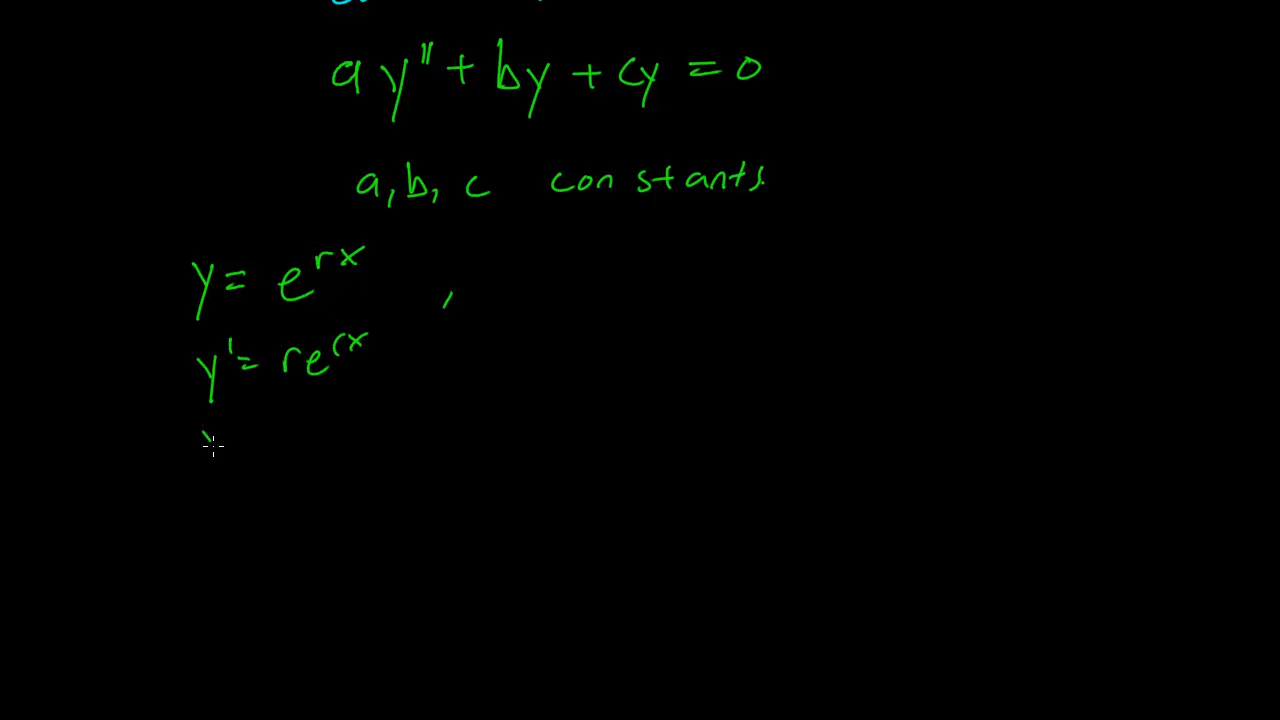 ay" + by + cy = 0
a, b, c constants.
y = e^{rx} ,
y' = re^{rx}